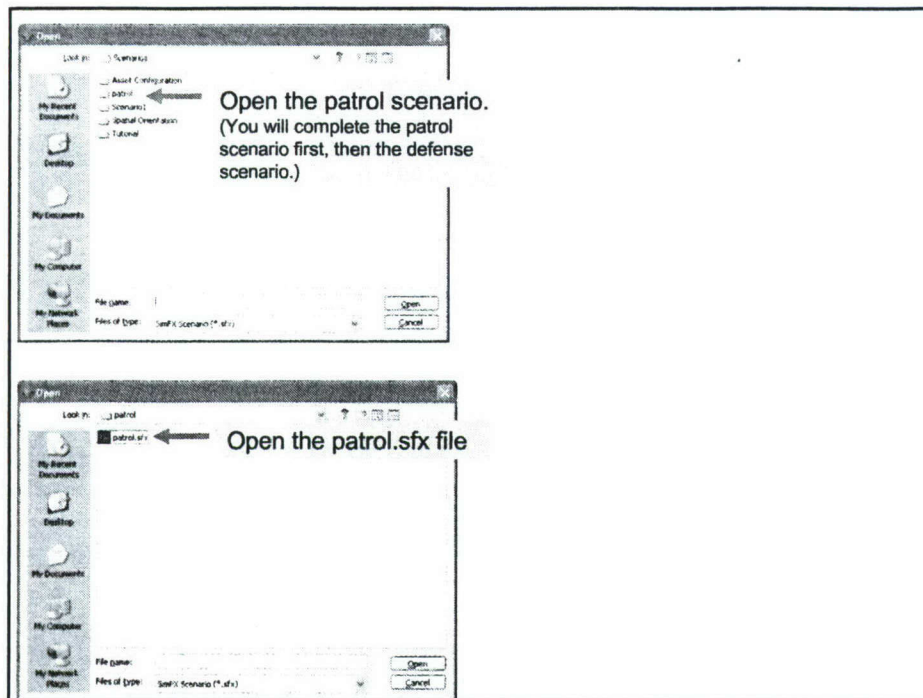 Open
Look in: Scenarios
Asset Configuration
patrol
Scenario1
Spatial Orientation
Tutorial
My Recent Documents
Desktop
My Documents
My Computer
My Network Places
Open the patrol scenario.
(You will complete the patrol
scenario first, then the defense
scenario.)
File name:
Open
Files of type: SimFX Scenario (*.sfx)
Cancel
Open
Look in: patrol
patrol.sfx
Open the patrol.sfx file
My Recent Documents
Desktop
My Documents
My Computer
My Network Places
File name:
Open
Files of type: SimFX Scenario (*.sfx)
Cancel